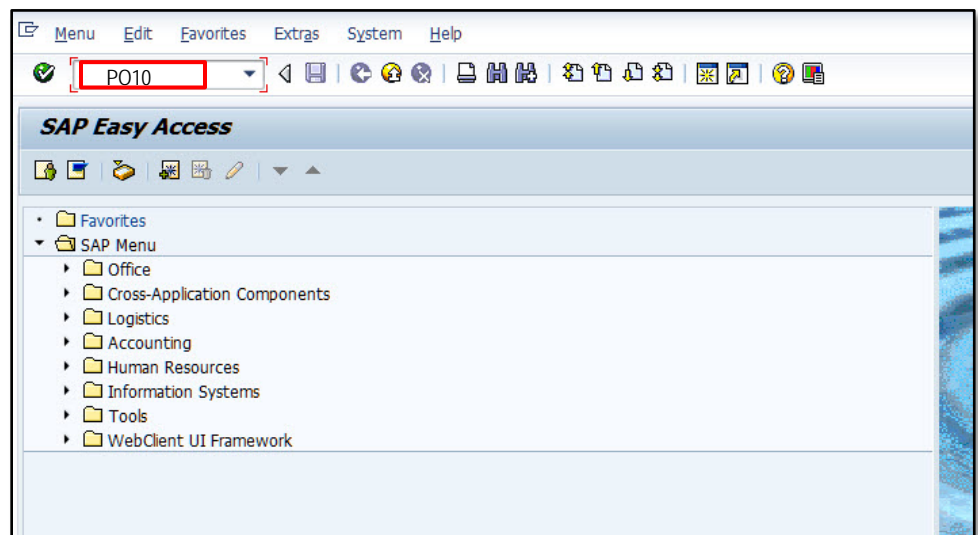 Menu Edit Favorites Extras System Help
PO10
SAP Easy Access
Favorites
SAP Menu
Office
Cross-Application Components
Logistics
Accounting
Human Resources
Information Systems
Tools
WebClient UI Framework